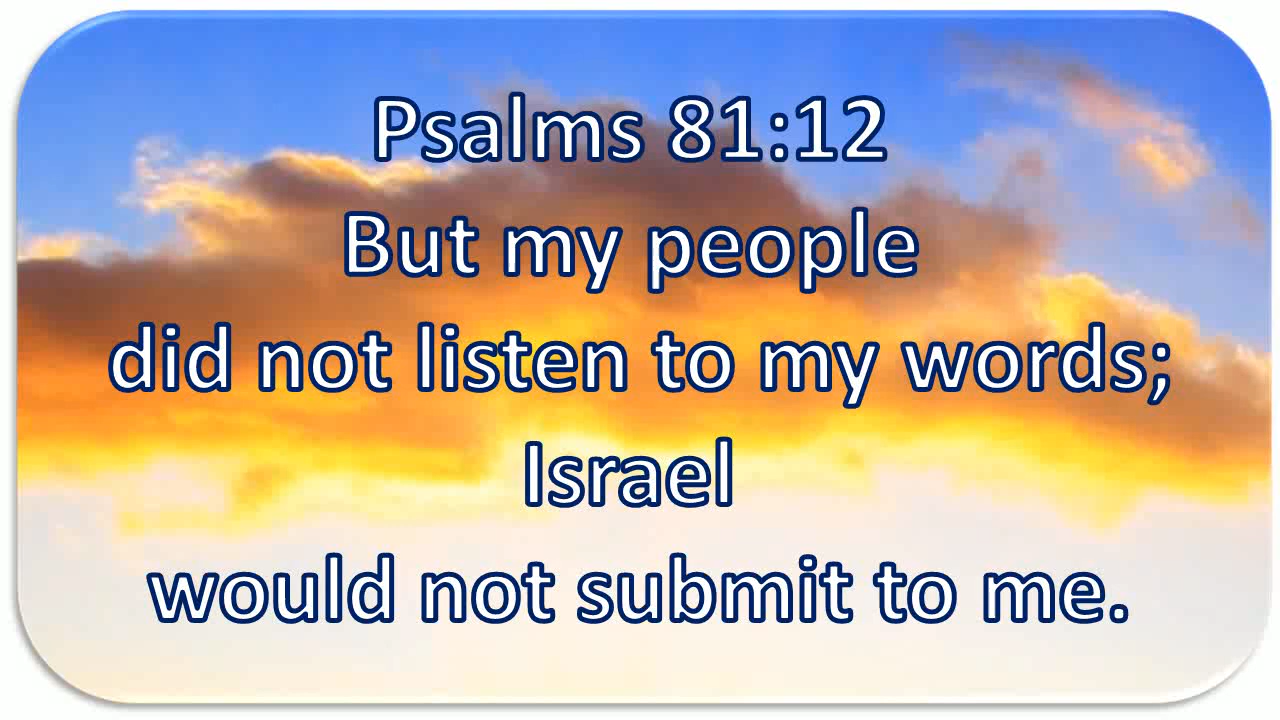 Psalms 81:12
But my people
did not listen to my words;
Israel
would not submit to me.